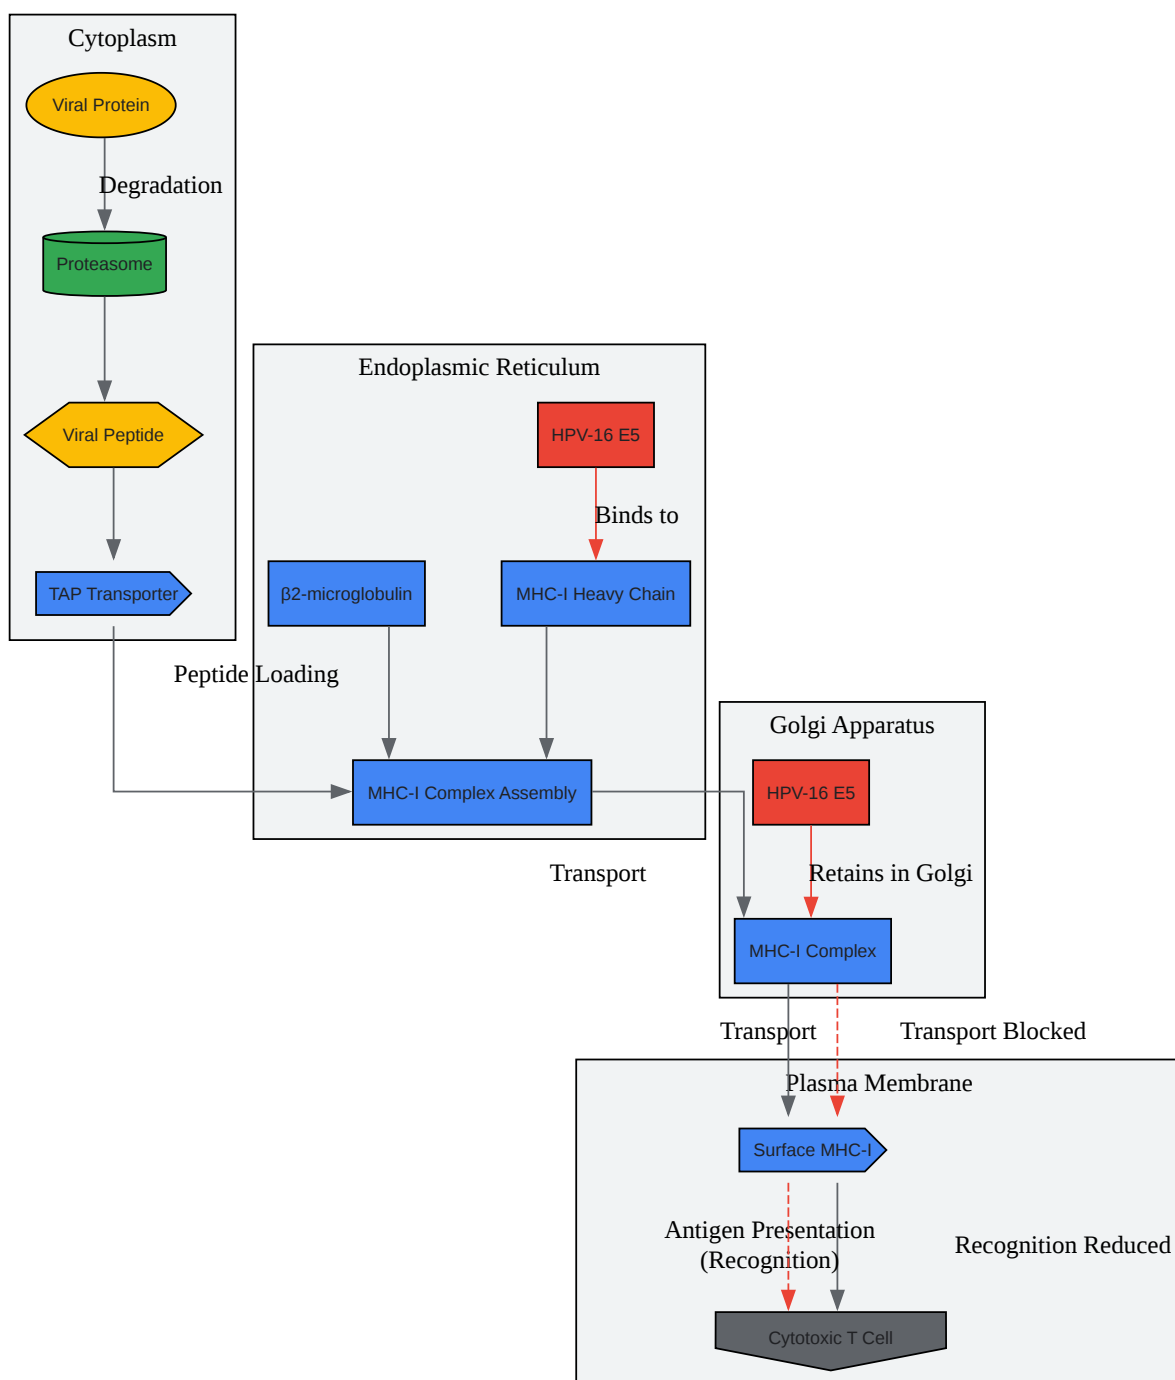 Cytoplasm
Viral Protein
Degradation
Proteasome
Viral Peptide
TAP Transporter
Peptide Loading
Endoplasmic Reticulum
HPV-16 E5
Binds to
β2-microglobulin
MHC-I Heavy Chain
MHC-I Complex Assembly
Transport
Golgi Apparatus
HPV-16 E5
Retains in Golgi
MHC-I Complex
Transport
Transport Blocked
Plasma Membrane
Surface MHC-I
Antigen Presentation
(Recognition)
Recognition Reduced
Cytotoxic T Cell